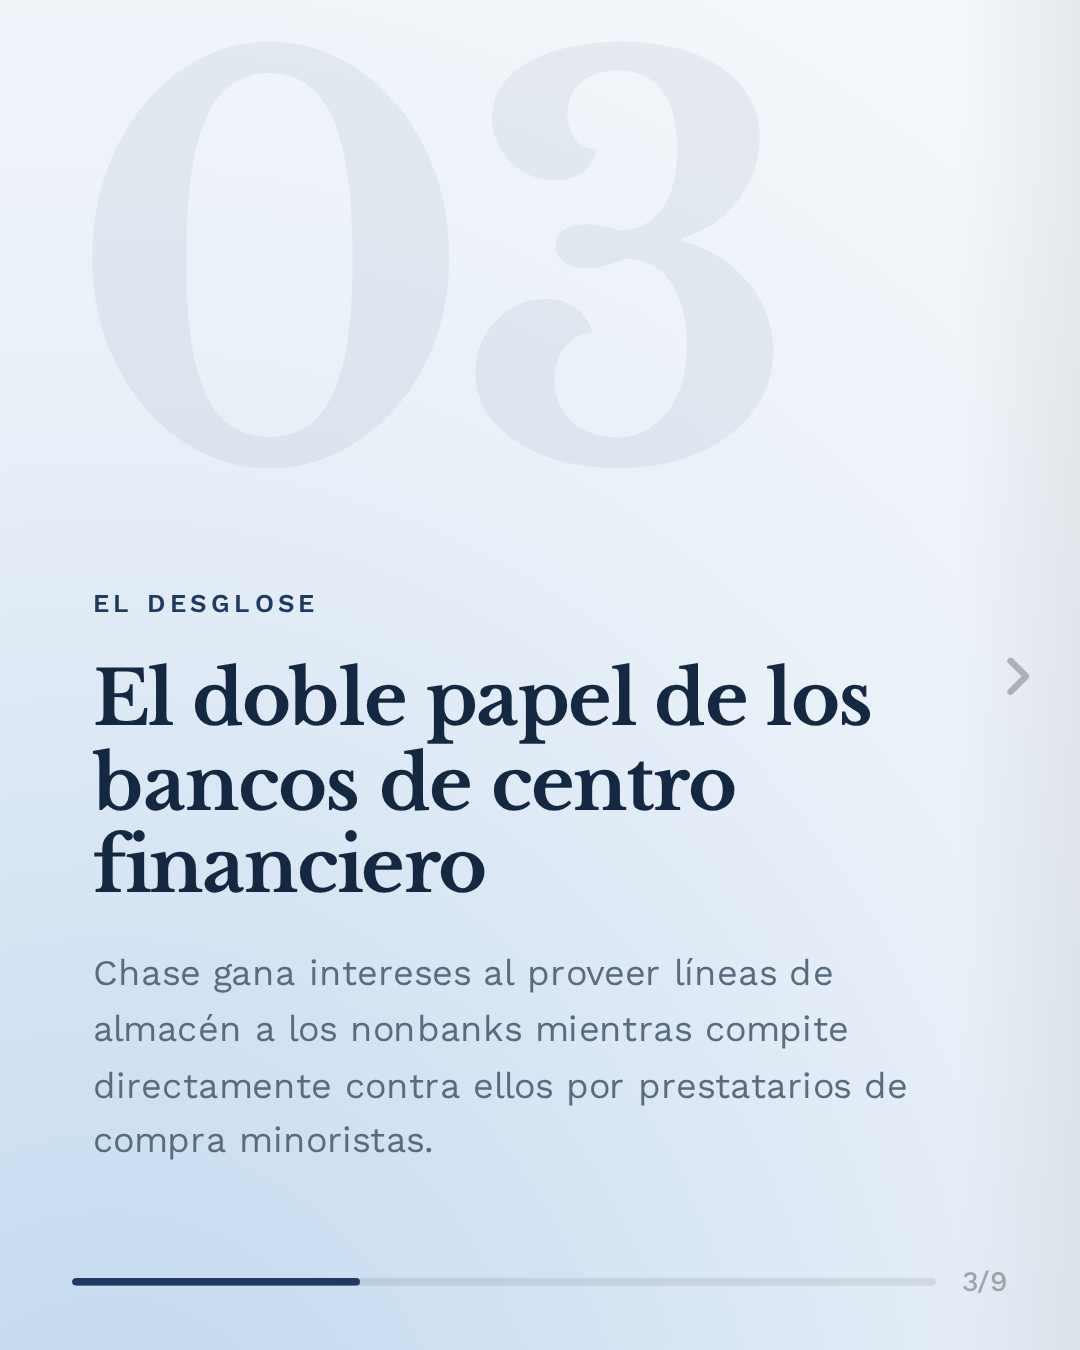 03
EL DESGLOSE
El doble papel de los
bancos de centro
financiero
Chase gana intereses al proveer líneas de
almacén a los nonbanks mientras compite
directamente contra ellos por prestatarios de
compra minoristas.
3/9